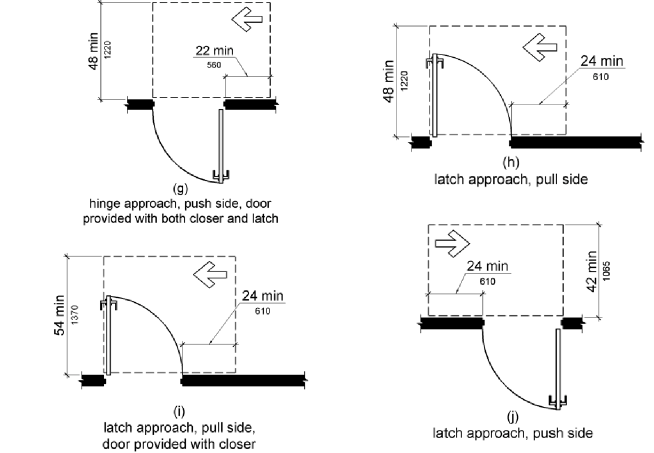 48 min
1220
22 min
560
(g)
hinge approach, push side, door
provided with both closer and latch
48 min
1220
24 min
610
(h)
latch approach, pull side
54 min
1370
24 min
610
(i)
latch approach, pull side,
door provided with closer
24 min
610
42 min
1065
(j)
latch approach, push side